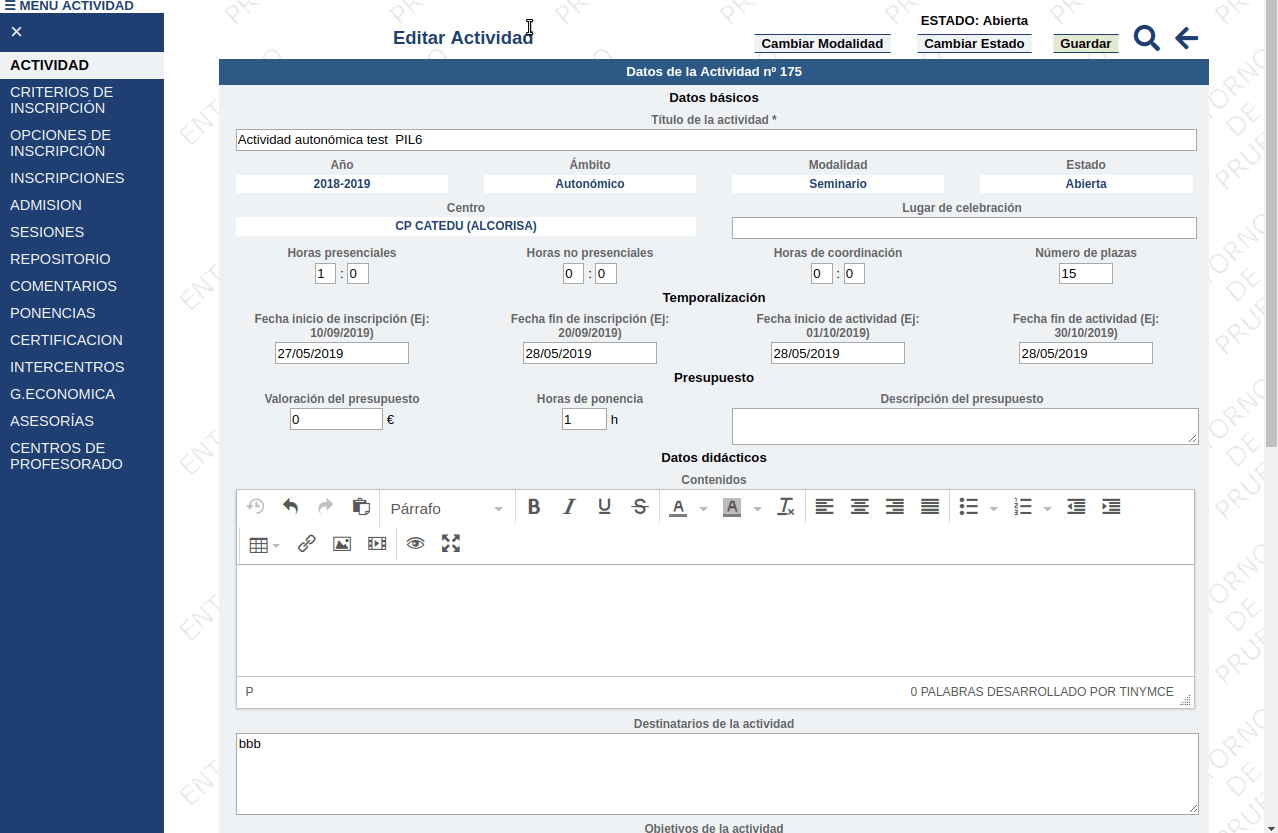 ☰ MENÚ ACTIVIDAD
×
ACTIVIDAD
CRITERIOS DE
INSCRIPCIÓN
OPCIONES DE
INSCRIPCIÓN
INSCRIPCIONES
ADMISION
SESIONES
REPOSITORIO
COMENTARIOS
PONENCIAS
CERTIFICACION
INTERCENTROS
G.ECONOMICA
ASESORÍAS
CENTROS DE
PROFESORADO
Editar Actividad
ESTADO: Abierta
Cambiar Modalidad Cambiar Estado Guardar
Datos de la Actividad nº 175
Datos básicos
Título de la actividad *
Actividad autonómica test  PIL6
Año Ámbito Modalidad Estado
2018-2019 Autonómico Seminario Abierta
Centro Lugar de celebración
CP CATEDU (ALCORISA)
Horas presenciales Horas no presenciales Horas de coordinación Número de plazas
1 : 0 0 : 0 0 : 0 15
Temporalización
Fecha inicio de inscripción (Ej: Fecha fin de inscripción (Ej: Fecha inicio de actividad (Ej: Fecha fin de actividad (Ej:
10/09/2019) 20/09/2019) 01/10/2019) 30/10/2019)
27/05/2019 28/05/2019 28/05/2019 28/05/2019
Presupuesto
Valoración del presupuesto Horas de ponencia Descripción del presupuesto
0 € 1 h
Datos didácticos
Contenidos
Párrafo B I U S A A
P 0 PALABRAS DESARROLLADO POR TINYMCE
Destinatarios de la actividad
bbb
Objetivos de la actividad